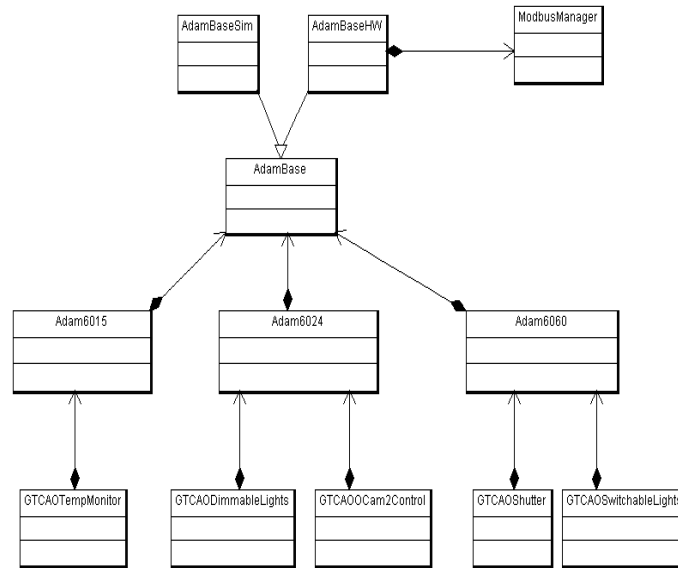 AdamBaseSim
AdamBaseHW
ModbusManager
AdamBase
Adam6015
Adam6024
Adam6060
GTCAOTempMonitor
GTCAODimmableLights
GTCAOOCam2Control
GTCAOShutter
GTCAOSwitchableLights